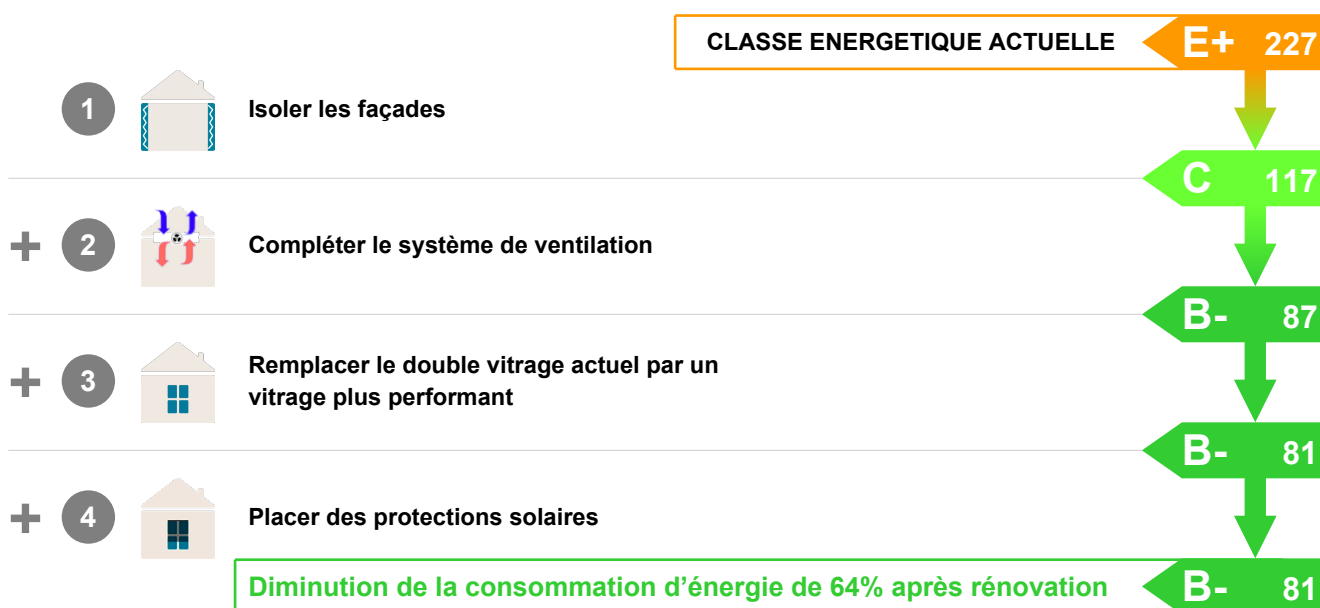 CLASSE ENERGETIQUE ACTUELLE E+ 227
1 Isoler les façades
C 117
+ 2 Compléter le système de ventilation
B- 87
+ 3 Remplacer le double vitrage actuel par un
vitrage plus performant
B- 81
+ 4 Placer des protections solaires
Diminution de la consommation d’énergie de 64% après rénovation B- 81